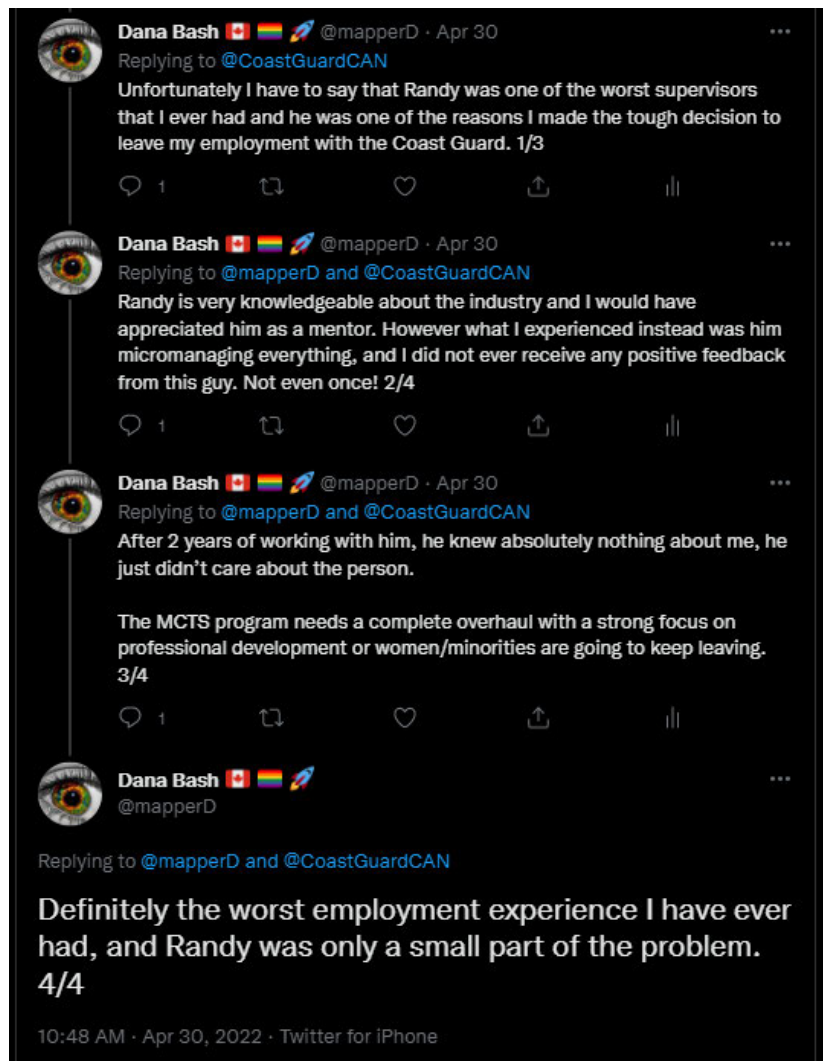 Dana Bash 🇨🇦 🏳️‍🌈 🚀 @mapperD · Apr 30
Replying to @CoastGuardCAN
Unfortunately I have to say that Randy was one of the worst supervisors
that I ever had and he was one of the reasons I made the tough decision to
leave my employment with the Coast Guard. 1/3
1
Dana Bash 🇨🇦 🏳️‍🌈 🚀 @mapperD · Apr 30
Replying to @mapperD and @CoastGuardCAN
Randy is very knowledgeable about the industry and I would have
appreciated him as a mentor. However what I experienced instead was him
micromanaging everything, and I did not ever receive any positive feedback
from this guy. Not even once! 2/4
1
Dana Bash 🇨🇦 🏳️‍🌈 🚀 @mapperD · Apr 30
Replying to @mapperD and @CoastGuardCAN
After 2 years of working with him, he knew absolutely nothing about me, he
just didn’t care about the person.
The MCTS program needs a complete overhaul with a strong focus on
professional development or women/minorities are going to keep leaving.
3/4
1
Dana Bash 🇨🇦 🏳️‍🌈 🚀
@mapperD
Replying to @mapperD and @CoastGuardCAN
Definitely the worst employment experience I have ever
had, and Randy was only a small part of the problem.
4/4
10:48 AM · Apr 30, 2022 · Twitter for iPhone